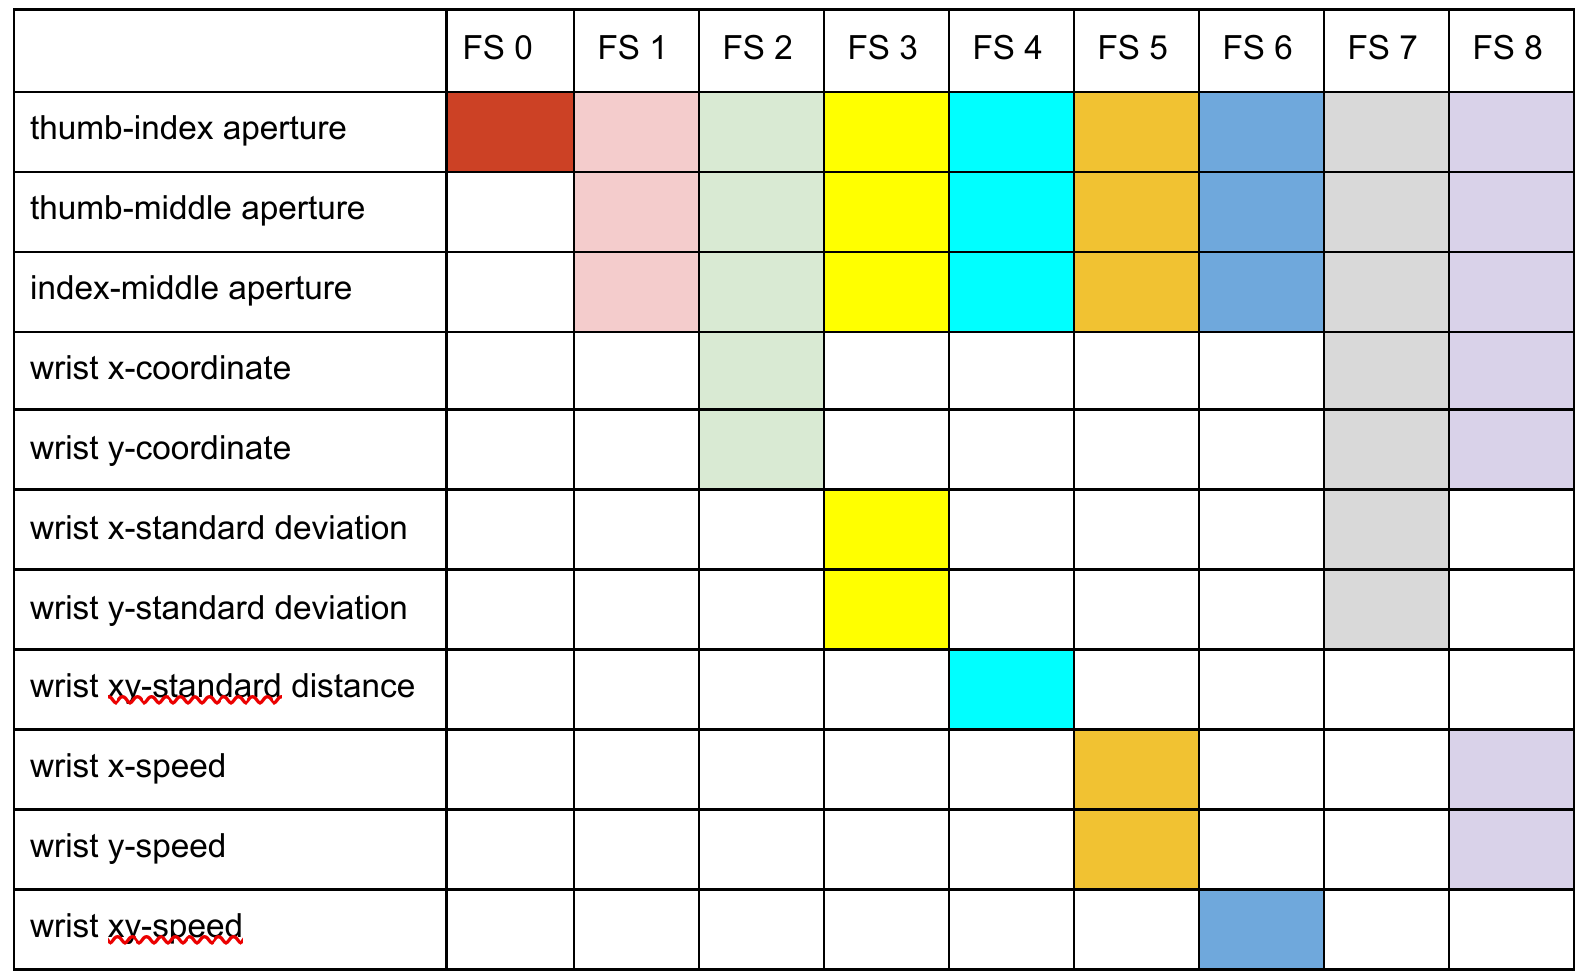 FS 0 FS 1 FS 2 FS 3 FS 4 FS 5 FS 6 FS 7 FS 8
thumb-index aperture
thumb-middle aperture
index-middle aperture
wrist x-coordinate
wrist y-coordinate
wrist x-standard deviation
wrist y-standard deviation
wrist xy-standard distance
wrist x-speed
wrist y-speed
wrist xy-speed